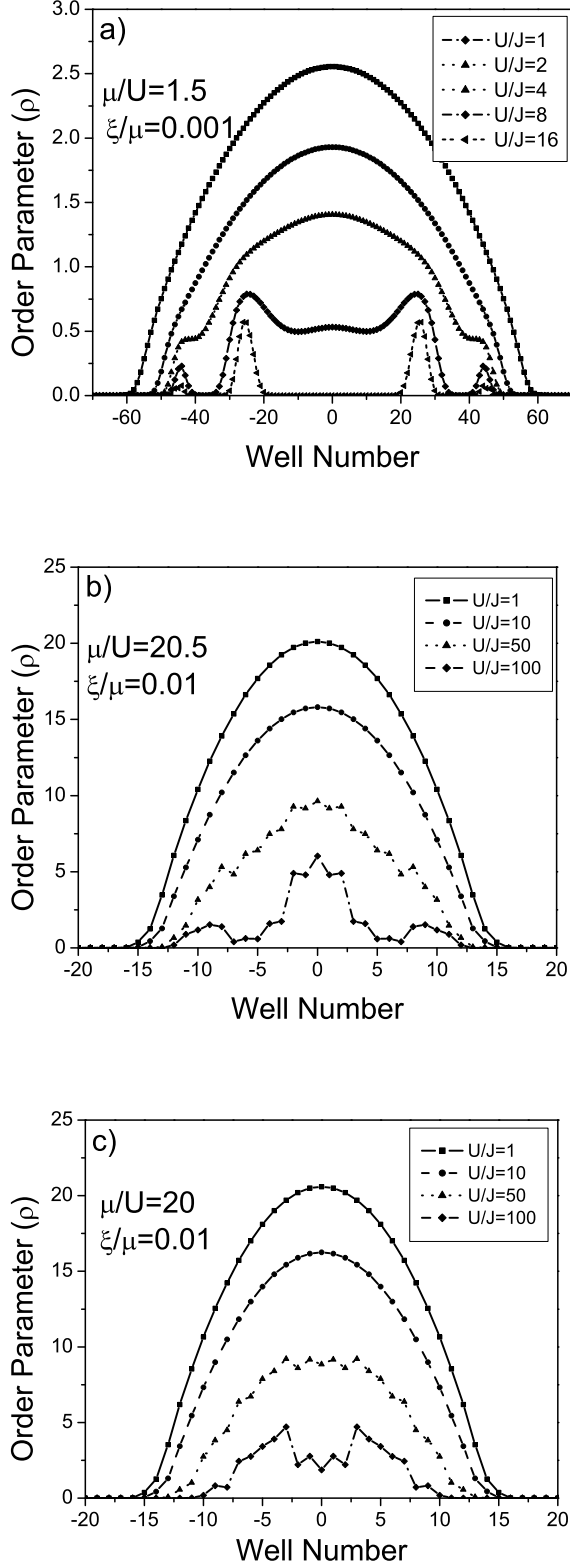 a)
μ/U=1.5
ξ/μ=0.001
U/J=1
U/J=2
U/J=4
U/J=8
U/J=16
Order Parameter (ρ)
3.0
2.5
2.0
1.5
1.0
0.5
0.0
-60 -40 -20 0 20 40 60
Well Number
b)
μ/U=20.5
ξ/μ=0.01
U/J=1
U/J=10
U/J=50
U/J=100
Order Parameter (ρ)
25
20
15
10
5
0
-20 -15 -10 -5 0 5 10 15 20
Well Number
c)
μ/U=20
ξ/μ=0.01
U/J=1
U/J=10
U/J=50
U/J=100
Order Parameter (ρ)
25
20
15
10
5
0
-20 -15 -10 -5 0 5 10 15 20
Well Number